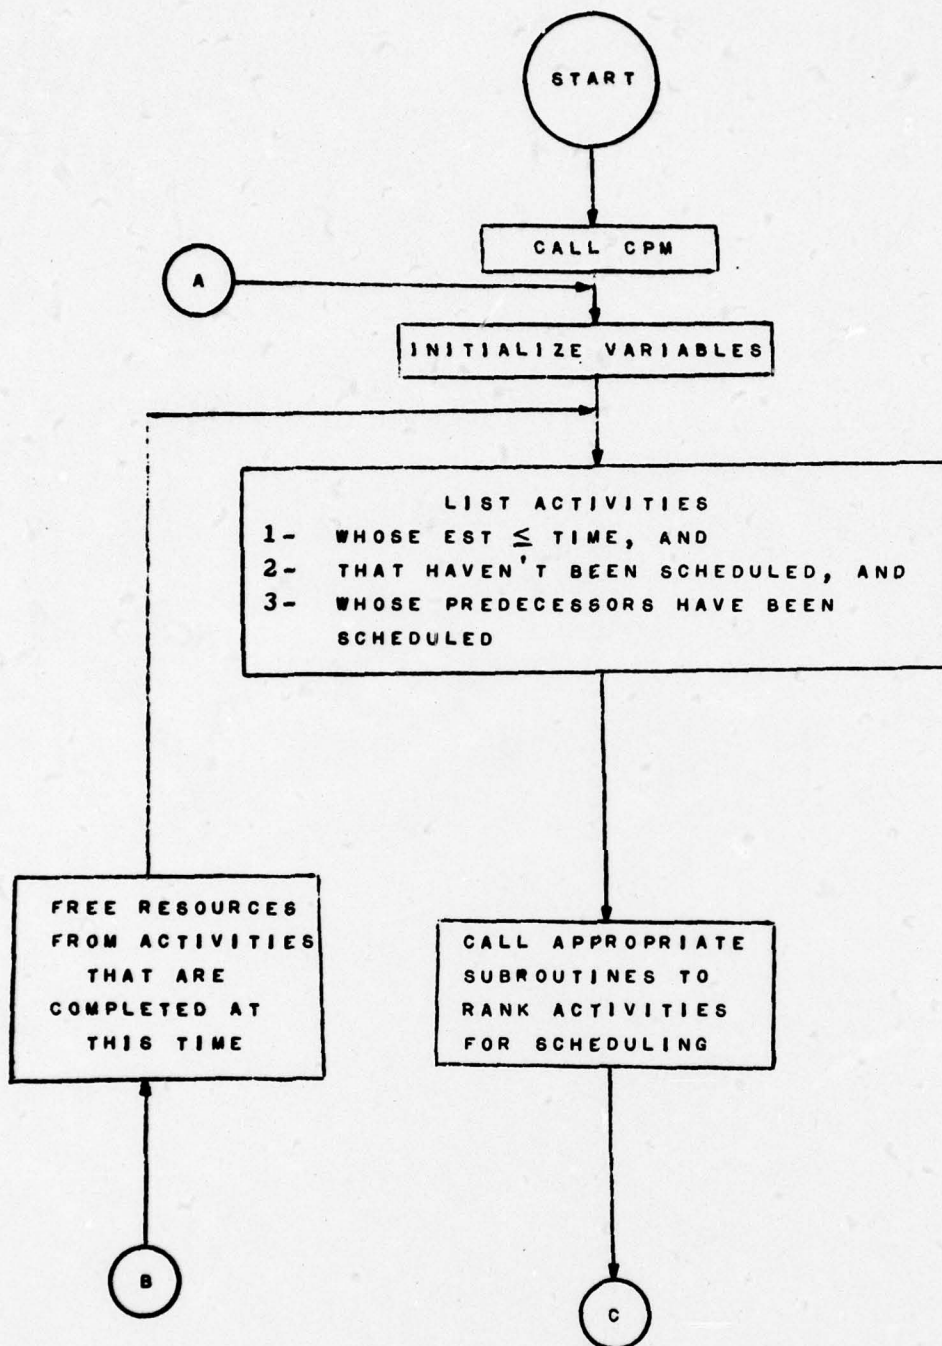 START
CALL CPM
A
INITIALIZE VARIABLES
LIST ACTIVITIES
1- WHOSE EST ≤ TIME, AND
2- THAT HAVEN'T BEEN SCHEDULED, AND
3- WHOSE PREDECESSORS HAVE BEEN
SCHEDULED
FREE RESOURCES
FROM ACTIVITIES
THAT ARE
COMPLETED AT
THIS TIME
CALL APPROPRIATE
SUBROUTINES TO
RANK ACTIVITIES
FOR SCHEDULING
B
C